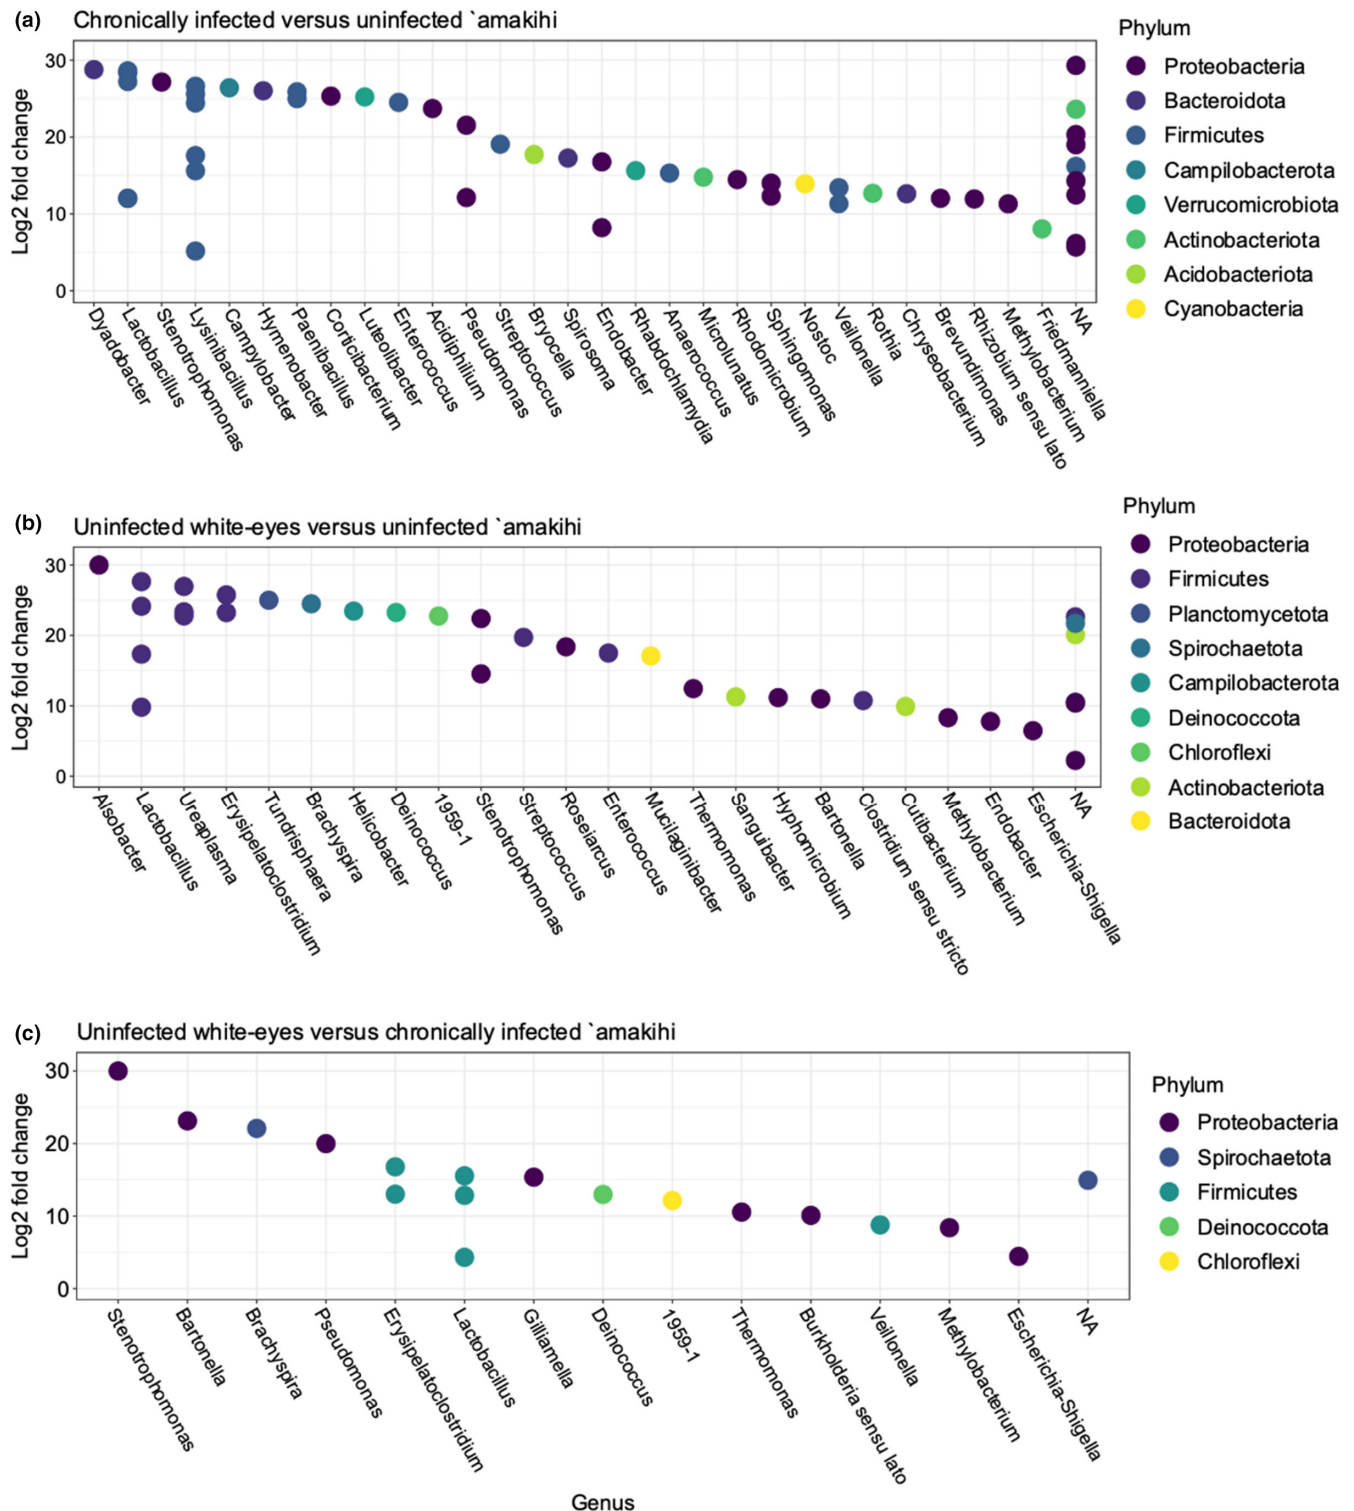 (a) Chronically infected versus uninfected `amakihi
Log2 fold change
30
20
10
0
Dyadobacter
Lactobacillus
Stenotrophomonas
Lysinibacillus
Campylobacter
Hymenobacter
Paenibacillus
Corticibacterium
Luteolibacter
Enterococcus
Acidiphilium
Pseudomonas
Streptococcus
Bryocella
Spirosoma
Endobacter
Rhabdochlamydia
Anaerococcus
Microlunatus
Rhodomicrobium
Sphingomonas
Nostoc
Veillonella
Rothia
Chryseobacterium
Brevundimonas
Rhizobium sensu lato
Methylobacterium
Friedmanniella
NA
Phylum
Proteobacteria
Bacteroidota
Firmicutes
Campilobacterota
Verrucomicrobiota
Actinobacteriota
Acidobacteriota
Cyanobacteria
(b) Uninfected white-eyes versus uninfected `amakihi
Log2 fold change
30
20
10
0
Alsobacter
Lactobacillus
Ureaplasma
Erysipelatoclostridium
Tundrisphaera
Brachyspira
Helicobacter
Deinococcus
1959-1
Stenotrophomonas
Streptococcus
Roseiarcus
Enterococcus
Mucilaginibacter
Thermomonas
Sanguibacter
Hyphomicrobium
Bartonella
Clostridium sensu stricto
Cutibacterium
Methylobacterium
Endobacter
Escherichia-Shigella
NA
Phylum
Proteobacteria
Firmicutes
Planctomycetota
Spirochaetota
Campilobacterota
Deinococcota
Chloroflexi
Actinobacteriota
Bacteroidota
(c) Uninfected white-eyes versus chronically infected `amakihi
Log2 fold change
30
20
10
0
Stenotrophomonas
Bartonella
Brachyspira
Pseudomonas
Erysipelatoclostridium
Lactobacillus
Gilliamella
Deinococcus
1959-1
Thermomonas
Burkholderia sensu lato
Veillonella
Methylobacterium
Escherichia-Shigella
NA
Genus
Phylum
Proteobacteria
Spirochaetota
Firmicutes
Deinococcota
Chloroflexi